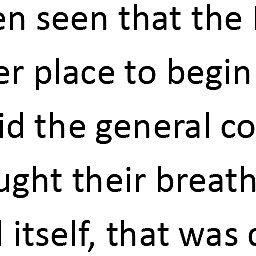 en seen that the
er place to begin
id the general co
ught their breath
l itself, that was